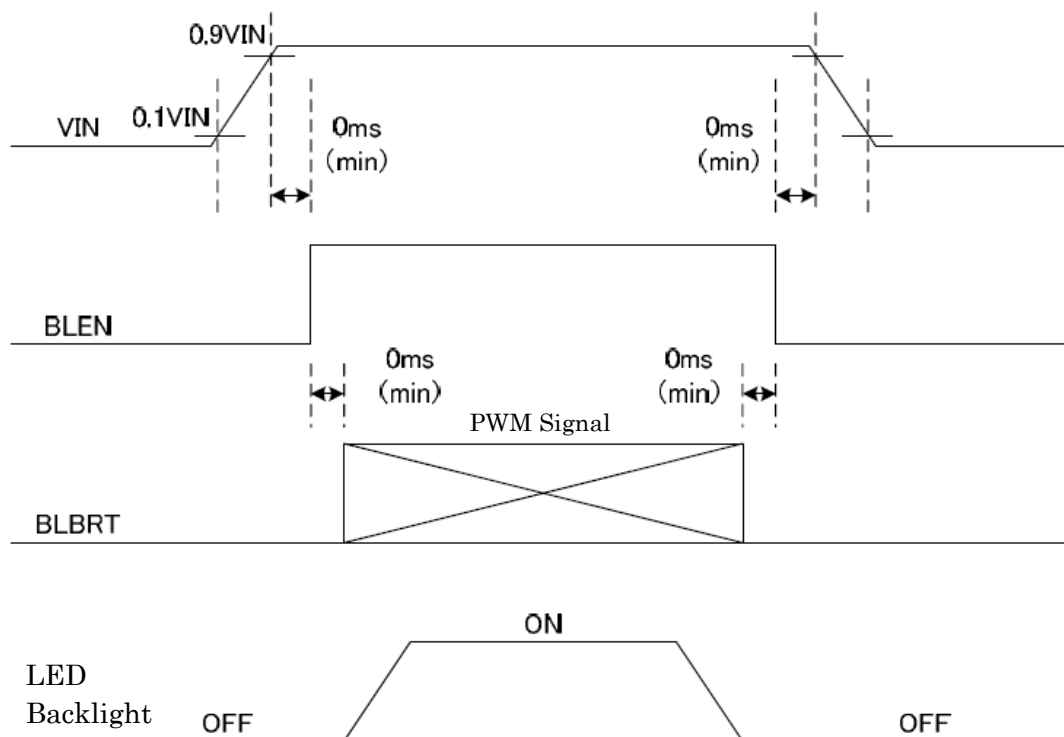 0.9VIN
0.1VIN
VIN
0ms
(min)
0ms
(min)
BLEN
0ms
(min)
0ms
(min)
PWM Signal
BLBRT
ON
LED
Backlight
OFF
OFF